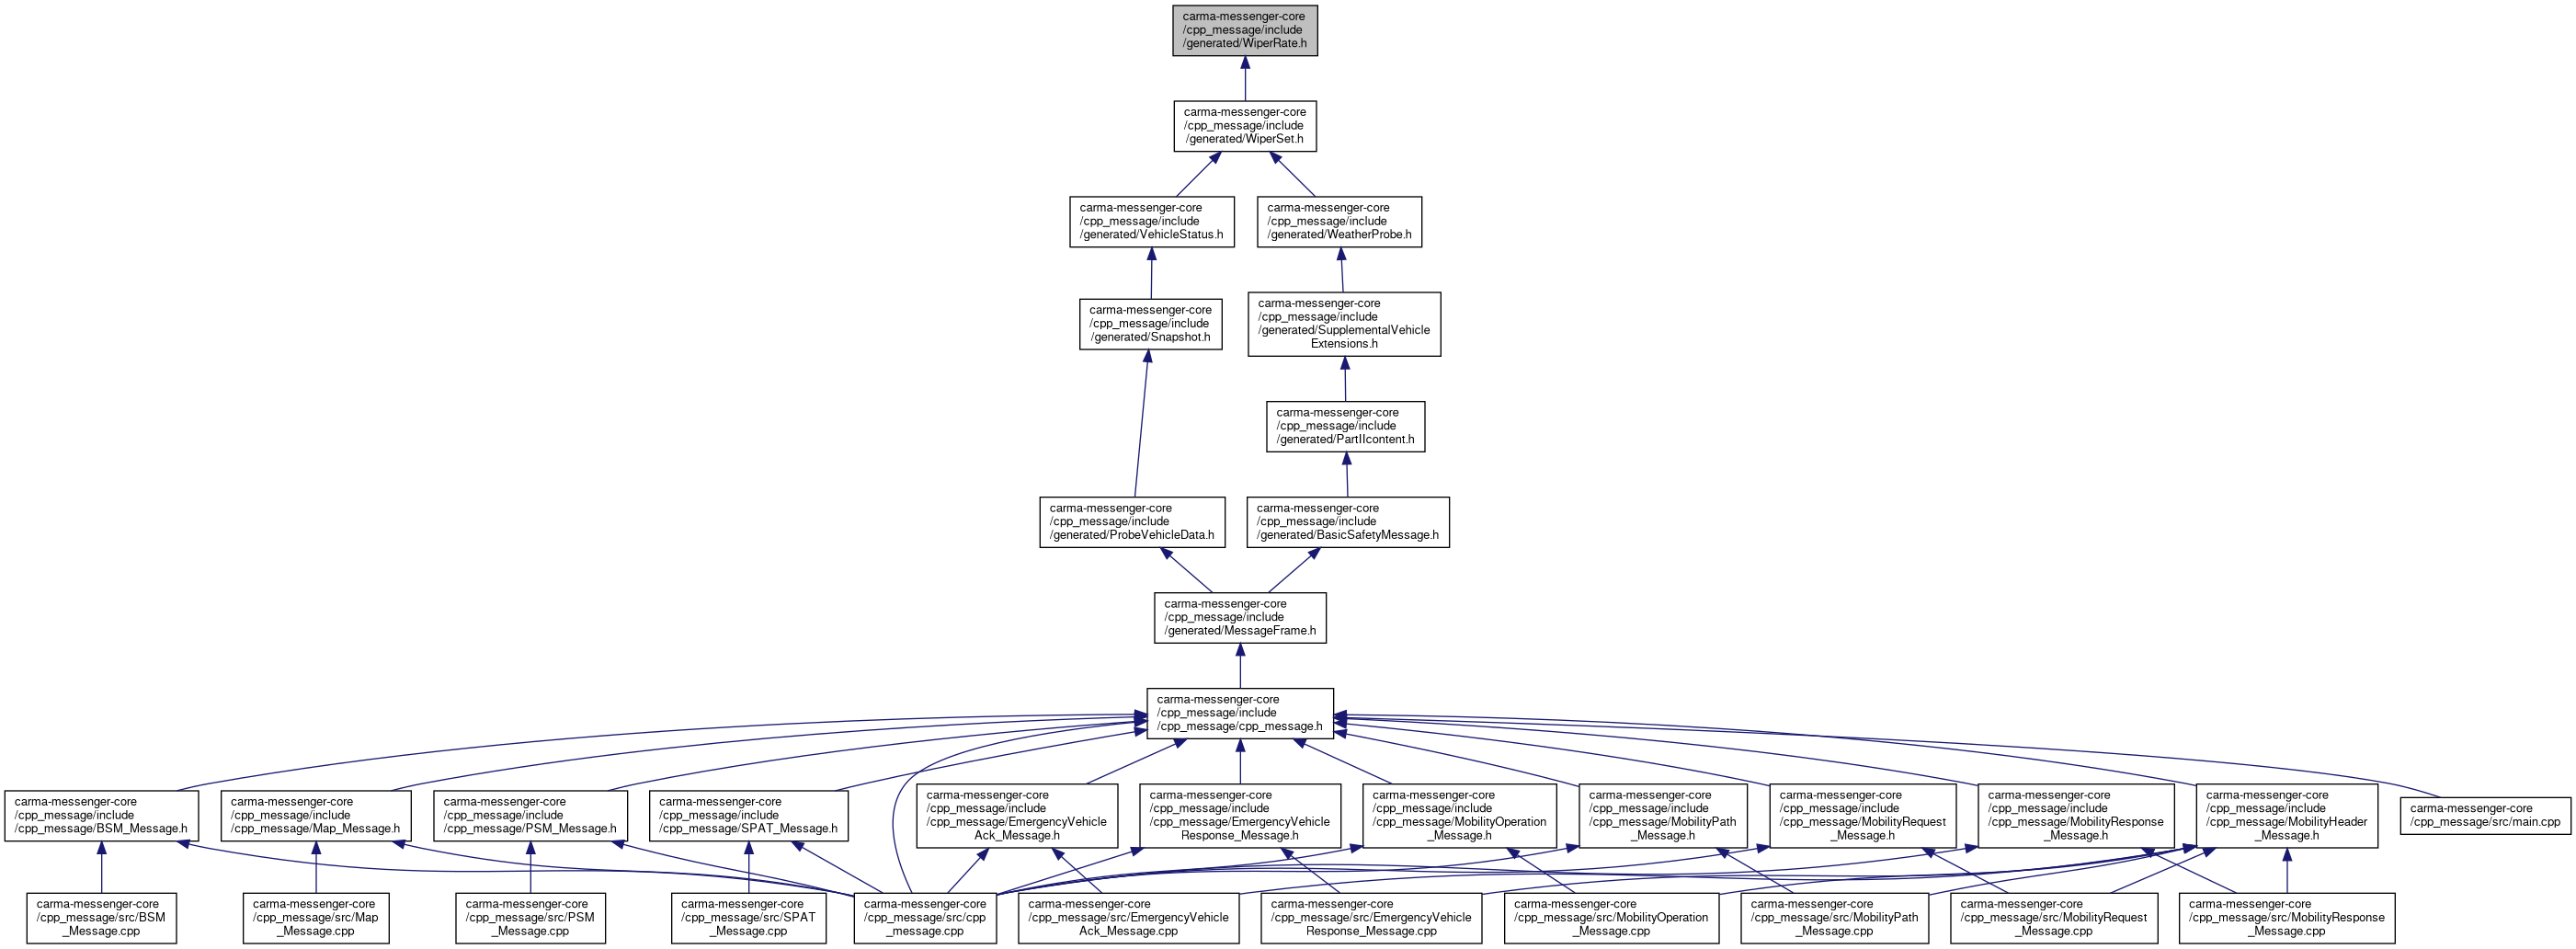 carma-messenger-core
/cpp_message/include
/generated/WiperRate.h
carma-messenger-core
/cpp_message/include
/generated/WiperSet.h
carma-messenger-core
/cpp_message/include
/generated/VehicleStatus.h
carma-messenger-core
/cpp_message/include
/generated/WeatherProbe.h
carma-messenger-core
/cpp_message/include
/generated/Snapshot.h
carma-messenger-core
/cpp_message/include
/generated/SupplementalVehicle
Extensions.h
carma-messenger-core
/cpp_message/include
/generated/PartIIcontent.h
carma-messenger-core
/cpp_message/include
/generated/ProbeVehicleData.h
carma-messenger-core
/cpp_message/include
/generated/BasicSafetyMessage.h
carma-messenger-core
/cpp_message/include
/generated/MessageFrame.h
carma-messenger-core
/cpp_message/include
/cpp_message/cpp_message.h
carma-messenger-core
/cpp_message/include
/cpp_message/BSM_Message.h
carma-messenger-core
/cpp_message/include
/cpp_message/Map_Message.h
carma-messenger-core
/cpp_message/include
/cpp_message/PSM_Message.h
carma-messenger-core
/cpp_message/include
/cpp_message/SPAT_Message.h
carma-messenger-core
/cpp_message/include
/cpp_message/EmergencyVehicle
Ack_Message.h
carma-messenger-core
/cpp_message/include
/cpp_message/EmergencyVehicle
Response_Message.h
carma-messenger-core
/cpp_message/include
/cpp_message/MobilityOperation
_Message.h
carma-messenger-core
/cpp_message/include
/cpp_message/MobilityPath
_Message.h
carma-messenger-core
/cpp_message/include
/cpp_message/MobilityRequest
_Message.h
carma-messenger-core
/cpp_message/include
/cpp_message/MobilityResponse
_Message.h
carma-messenger-core
/cpp_message/include
/cpp_message/MobilityHeader
_Message.h
carma-messenger-core
/cpp_message/src/main.cpp
carma-messenger-core
/cpp_message/src/BSM
_Message.cpp
carma-messenger-core
/cpp_message/src/Map
_Message.cpp
carma-messenger-core
/cpp_message/src/PSM
_Message.cpp
carma-messenger-core
/cpp_message/src/SPAT
_Message.cpp
carma-messenger-core
/cpp_message/src/cpp
_message.cpp
carma-messenger-core
/cpp_message/src/EmergencyVehicle
Ack_Message.cpp
carma-messenger-core
/cpp_message/src/EmergencyVehicle
Response_Message.cpp
carma-messenger-core
/cpp_message/src/MobilityOperation
_Message.cpp
carma-messenger-core
/cpp_message/src/MobilityPath
_Message.cpp
carma-messenger-core
/cpp_message/src/MobilityRequest
_Message.cpp
carma-messenger-core
/cpp_message/src/MobilityResponse
_Message.cpp